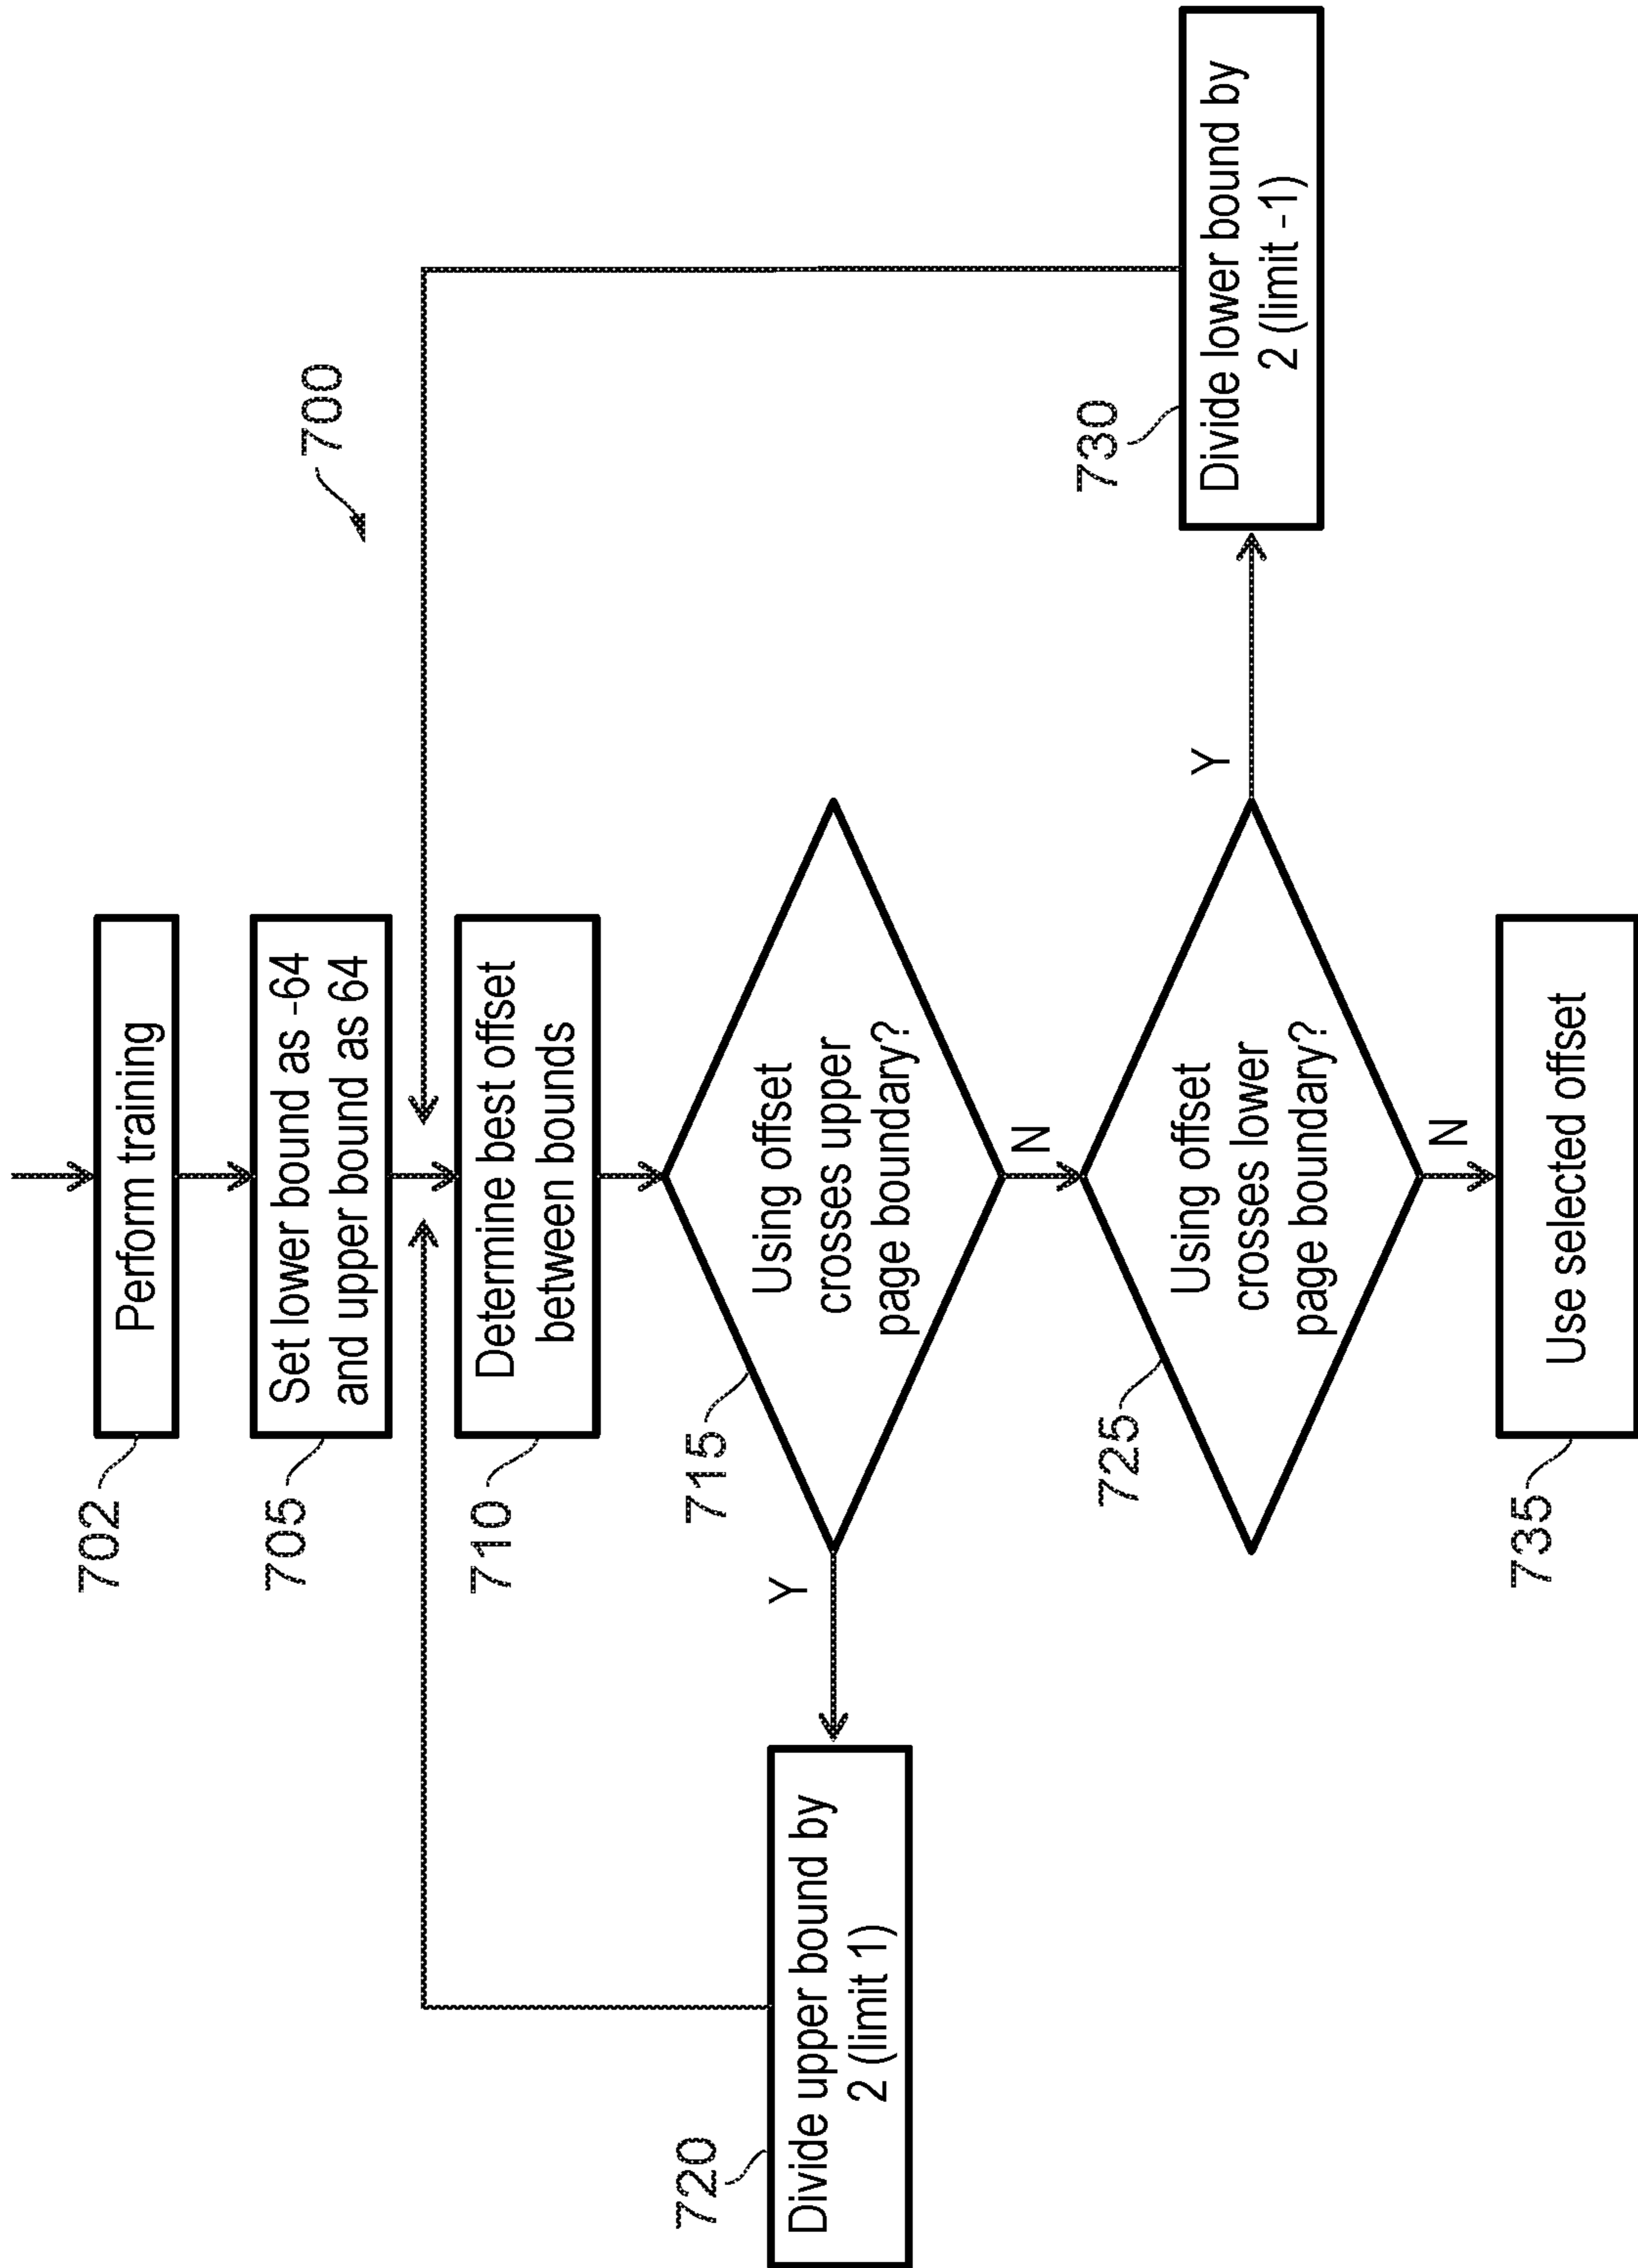 700
702
Perform training
705
Set lower bound as -64
and upper bound as 64
710
Determine best offset
between bounds
715
Using offset
crosses upper
page boundary?
Y
N
720
Divide upper bound by
2 (limit 1)
725
Using offset
crosses lower
page boundary?
Y
N
730
Divide lower bound by
2 (limit -1)
735
Use selected offset